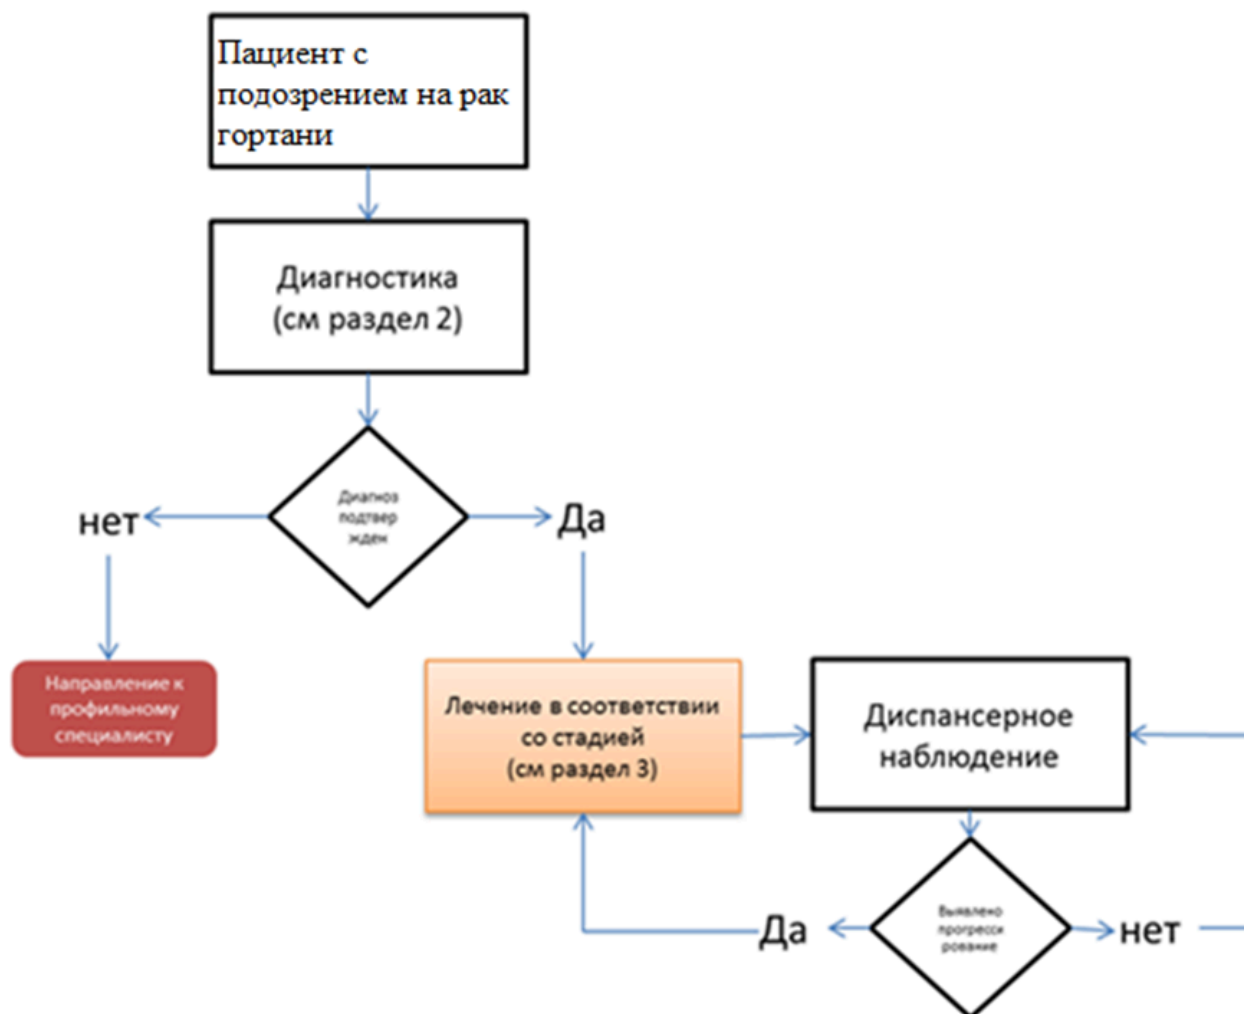 Пациент с
подозрением на рак
гортани
Диагностика
(см раздел 2)
Диагноз
подтвер
жден
нет
Да
Направление к
профильному
специалисту
Лечение в соответствии
со стадией
(см раздел 3)
Диспансерное
наблюдение
Выявлено
прогресси
рование
Да
нет